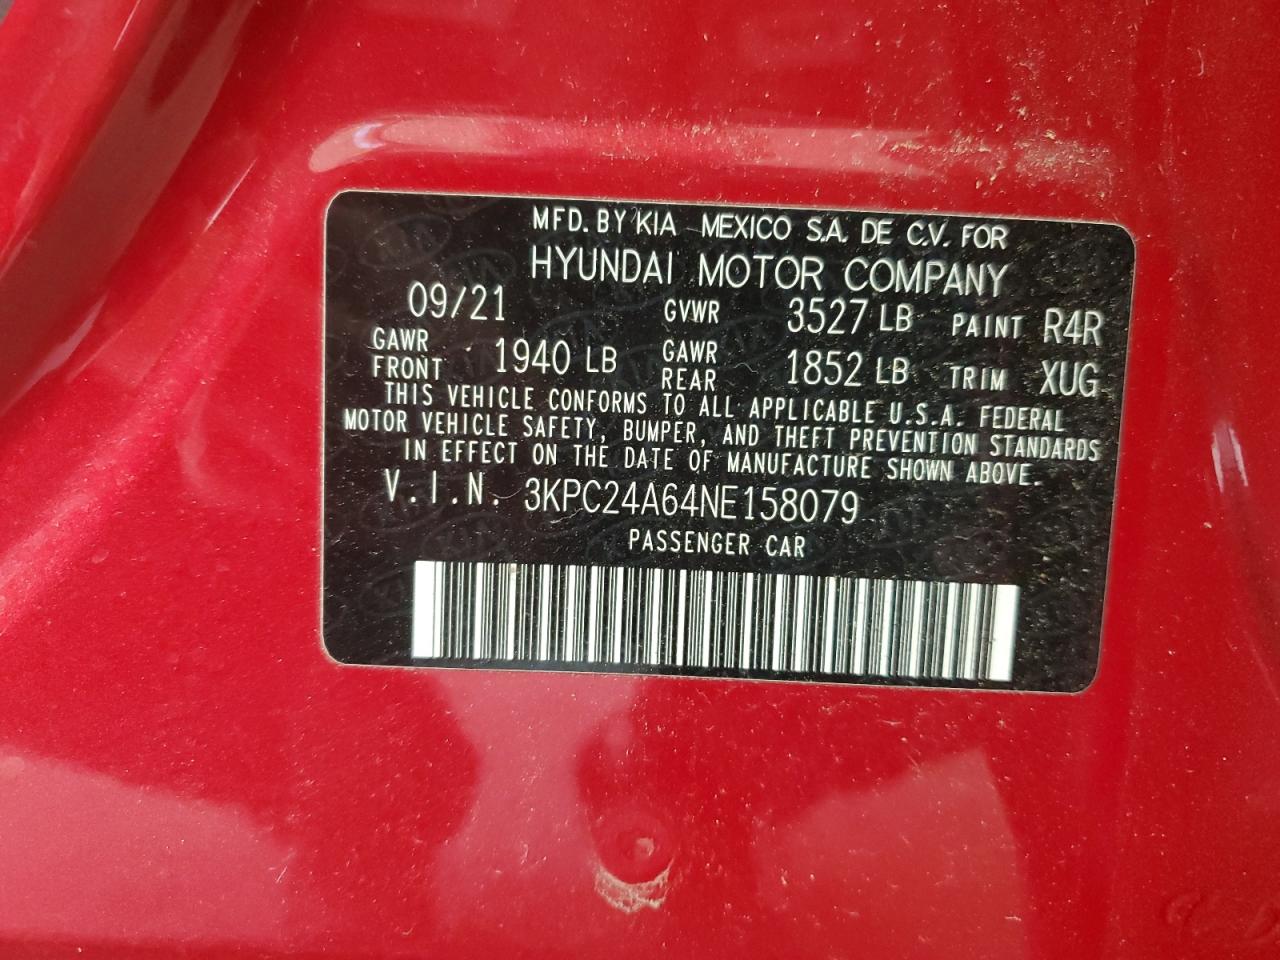 MFD. BY KIA MEXICO S.A. DE C.V. FOR
HYUNDAI MOTOR COMPANY
09/21 GVWR 3527 LB PAINT R4R
GAWR FRONT 1940 LB GAWR REAR 1852 LB TRIM XUG
THIS VEHICLE CONFORMS TO ALL APPLICABLE U.S.A. FEDERAL
MOTOR VEHICLE SAFETY, BUMPER, AND THEFT PREVENTION STANDARDS
IN EFFECT ON THE DATE OF MANUFACTURE SHOWN ABOVE.
V.I.N. 3KPC24A64NE158079
PASSENGER CAR